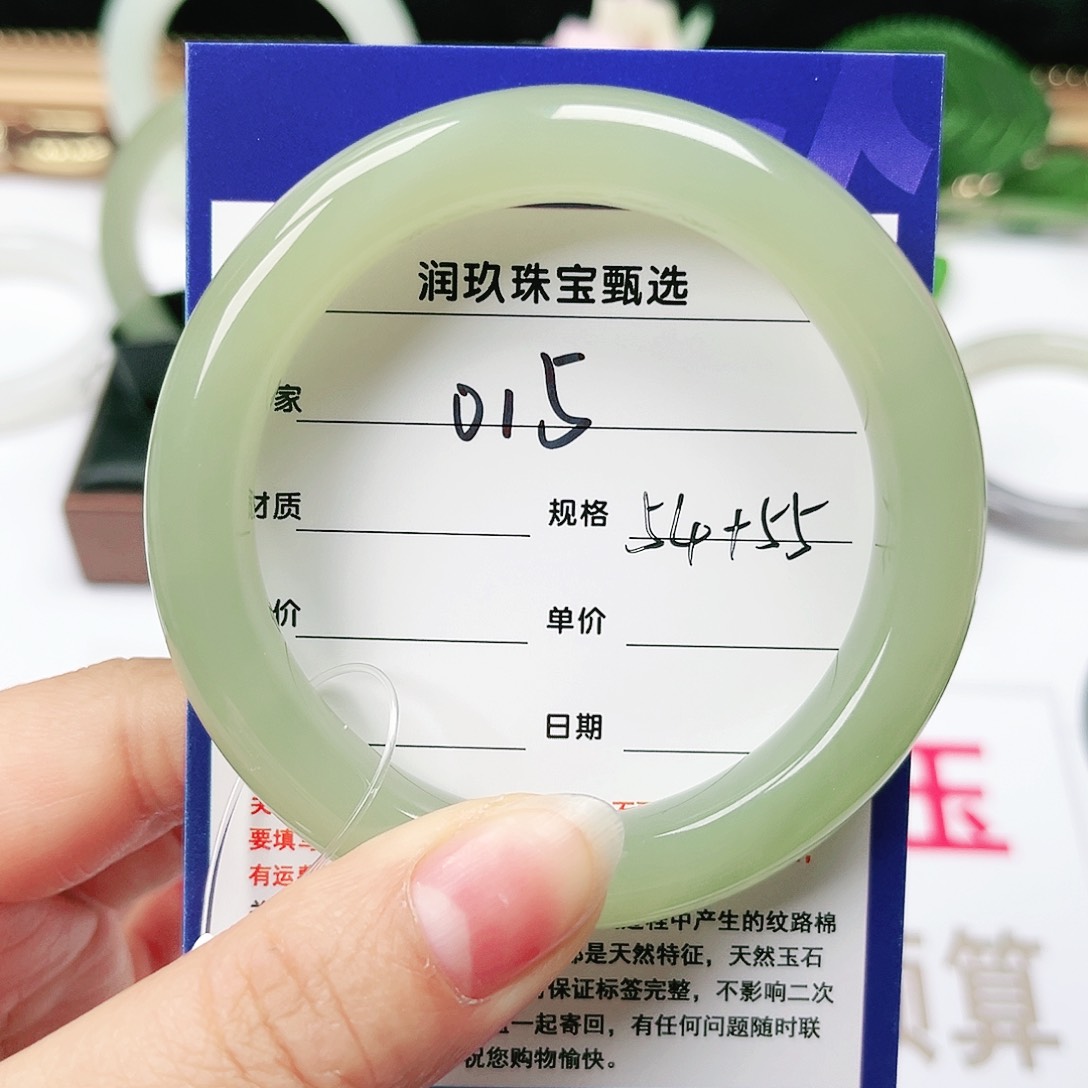 润玖珠宝甄选
家 015
材质 规格 54+55
价 单价
日期
要填
有运费
程中产生的纹路棉
都是天然特征，天然玉石
保证标签完整，不影响二次
一起寄回，有任何问题随时联
祝您购物愉快。
玉
预算